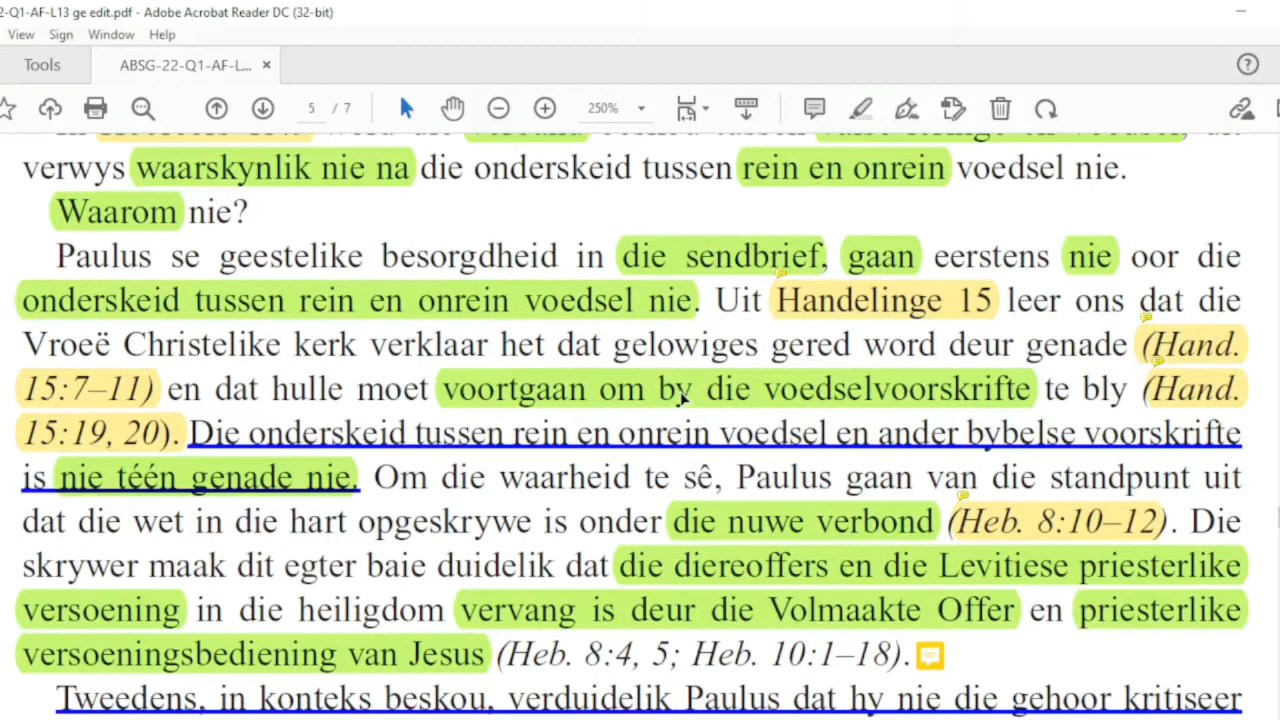 2-Q1-AF-L13 ge edit.pdf - Adobe Acrobat Reader DC (32-bit)
View Sign Window Help
Tools ABSG-22-Q1-AF-L... ×
5 / 7 250%
verwys waarskynlik nie na die onderskeid tussen rein en onrein voedsel nie.
Waarom nie?
Paulus se geestelike besorgdheid in die sendbrief, gaan eerstens nie oor die
onderskeid tussen rein en onrein voedsel nie. Uit Handelinge 15 leer ons dat die
Vroeë Christelike kerk verklaar het dat gelowiges gered word deur genade (Hand.
15:7–11) en dat hulle moet voortgaan om by die voedselvoorskrifte te bly (Hand.
15:19, 20). Die onderskeid tussen rein en onrein voedsel en ander bybelse voorskrifte
is nie téén genade nie. Om die waarheid te sê, Paulus gaan van die standpunt uit
dat die wet in die hart opgeskrywe is onder die nuwe verbond (Heb. 8:10–12). Die
skrywer maak dit egter baie duidelik dat die diereoffers en die Levitiese priesterlike
versoening in die heiligdom vervang is deur die Volmaakte Offer en priesterlike
versoeningsbediening van Jesus (Heb. 8:4, 5; Heb. 10:1–18).
Tweedens, in konteks beskou, verduidelik Paulus dat hy nie die gehoor kritiseer